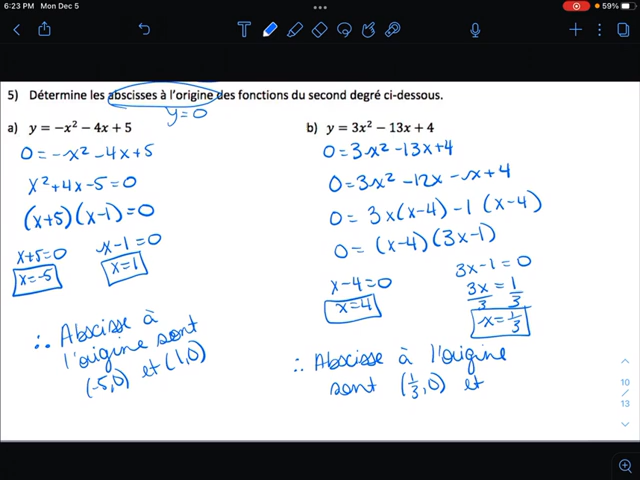 6:23 PM Mon Dec 5
59%
5) Détermine les abscisses à l'origine des fonctions du second degré ci-dessous.
y=0
a) y = −x² − 4x + 5
0 = -x² - 4x + 5
x² + 4x - 5 = 0
(x+5)(x-1) = 0
x+5=0 x-1=0
x=-5 x=1
∴ Abscisse à
l'origine sont
(-5,0) et (1,0)
b) y = 3x² − 13x + 4
0 = 3x² - 13x + 4
0 = 3x² - 12x - x + 4
0 = 3x(x-4) - 1(x-4)
0 = (x-4)(3x-1)
x-4=0 3x-1=0
x=4 3x/3 = 1/3
x=1/3
∴ Abscisse à l'origine
sont (1/3,0) et
10
/
13